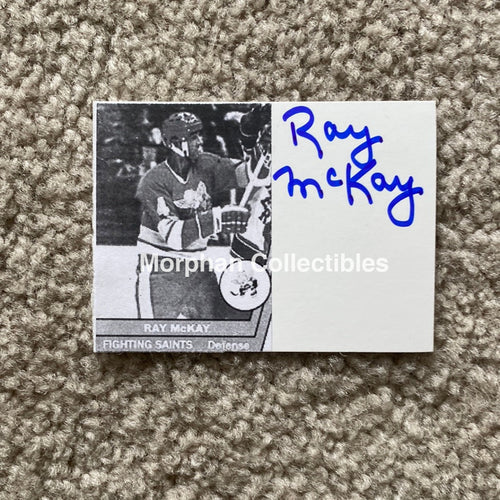 Ray
McKay
Morphan Collectibles
RAY McKAY
FIGHTING SAINTS Defense